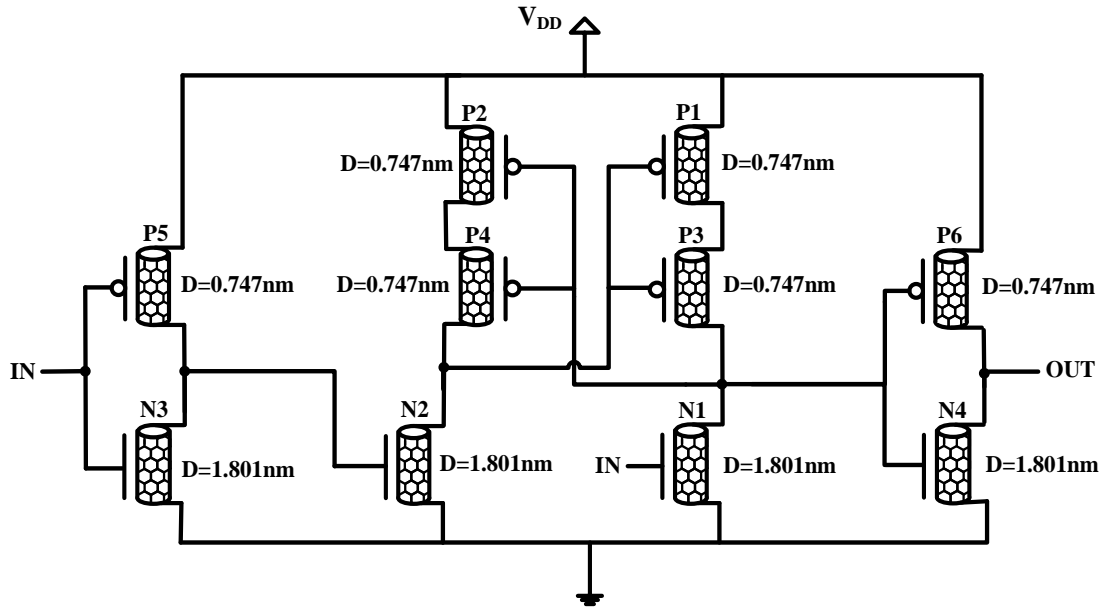 V_DD
P2
P1
D=0.747nm
D=0.747nm
P5
P4
P3
P6
D=0.747nm
D=0.747nm
D=0.747nm
D=0.747nm
IN
OUT
N3
N2
N1
N4
D=1.801nm
D=1.801nm
IN
D=1.801nm
D=1.801nm